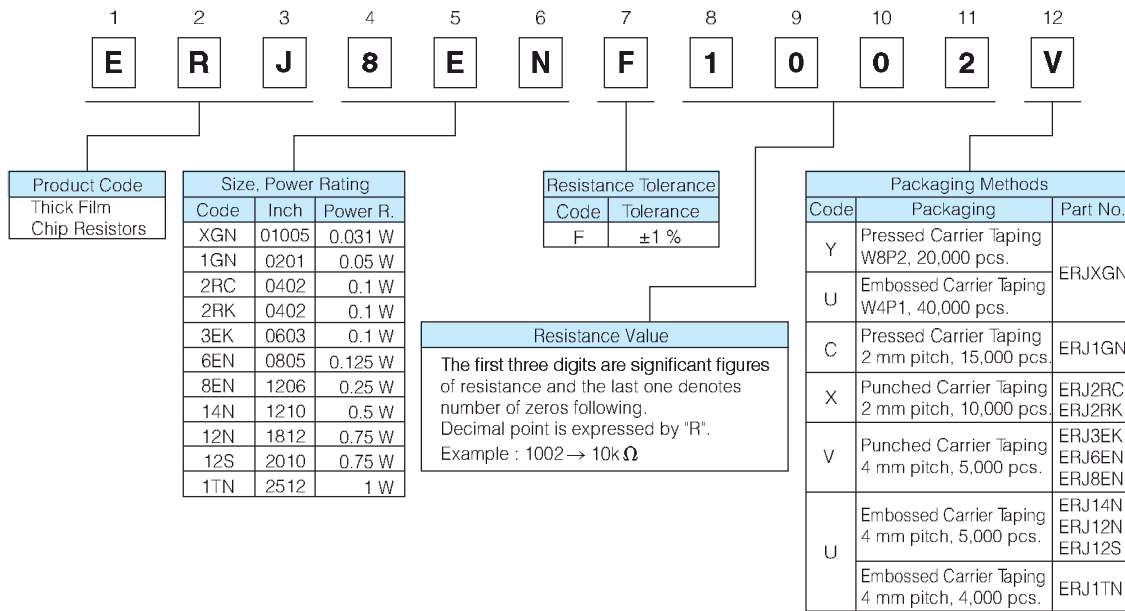 1 2 3 4 5 6 7 8 9 10 11 12
E R J 8 E N F 1 0 0 2 V
Product Code
Thick Film
Chip Resistors
Size, Power Rating
Code Inch Power R.
XGN 01005 0.031 W
1GN 0201 0.05 W
2RC 0402 0.1 W
2RK 0402 0.1 W
3EK 0603 0.1 W
6EN 0805 0.125 W
8EN 1206 0.25 W
14N 1210 0.5 W
12N 1812 0.75 W
12S 2010 0.75 W
1TN 2512 1 W
Resistance Tolerance
Code Tolerance
F ±1 %
Resistance Value
The first three digits are significant figures
of resistance and the last one denotes
number of zeros following.
Decimal point is expressed by "R".
Example : 1002 → 10k Ω
Packaging Methods
Code Packaging Part No.
Y Pressed Carrier Taping
W8P2, 20,000 pcs.
ERJXGN
U Embossed Carrier Taping
W4P1, 40,000 pcs.
C Pressed Carrier Taping
2 mm pitch, 15,000 pcs.
ERJ1GN
X Punched Carrier Taping
2 mm pitch, 10,000 pcs.
ERJ2RC
ERJ2RK
V Punched Carrier Taping
4 mm pitch, 5,000 pcs.
ERJ3EK
ERJ6EN
ERJ8EN
U Embossed Carrier Taping
4 mm pitch, 5,000 pcs.
ERJ14N
ERJ12N
ERJ12S
Embossed Carrier Taping
4 mm pitch, 4,000 pcs.
ERJ1TN